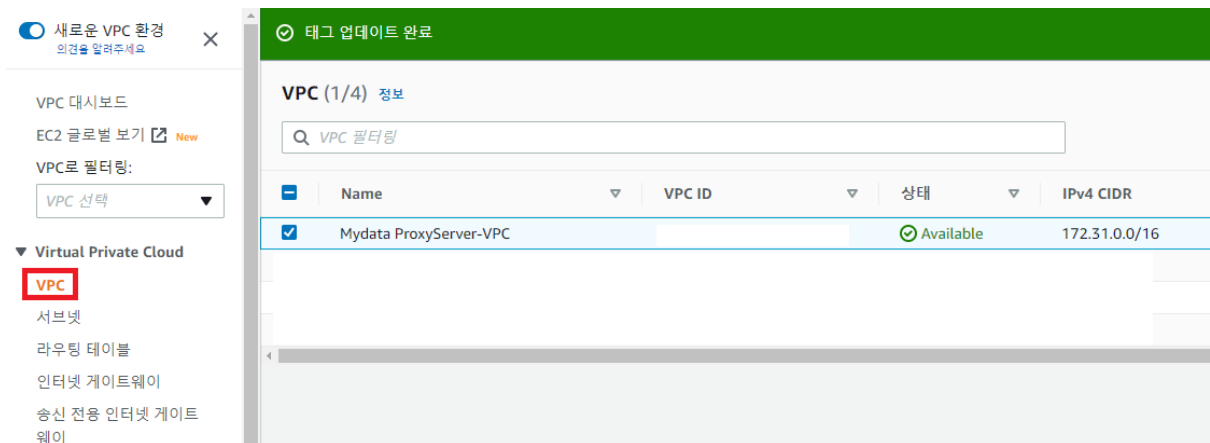 새로운 VPC 환경
의견을 알려주세요
VPC 대시보드
EC2 글로벌 보기 New
VPC로 필터링:
VPC 선택
Virtual Private Cloud
VPC
서브넷
라우팅 테이블
인터넷 게이트웨이
송신 전용 인터넷 게이트
웨이
태그 업데이트 완료
VPC (1/4) 정보
VPC 필터링
Name VPC ID 상태 IPv4 CIDR
Mydata ProxyServer-VPC Available 172.31.0.0/16